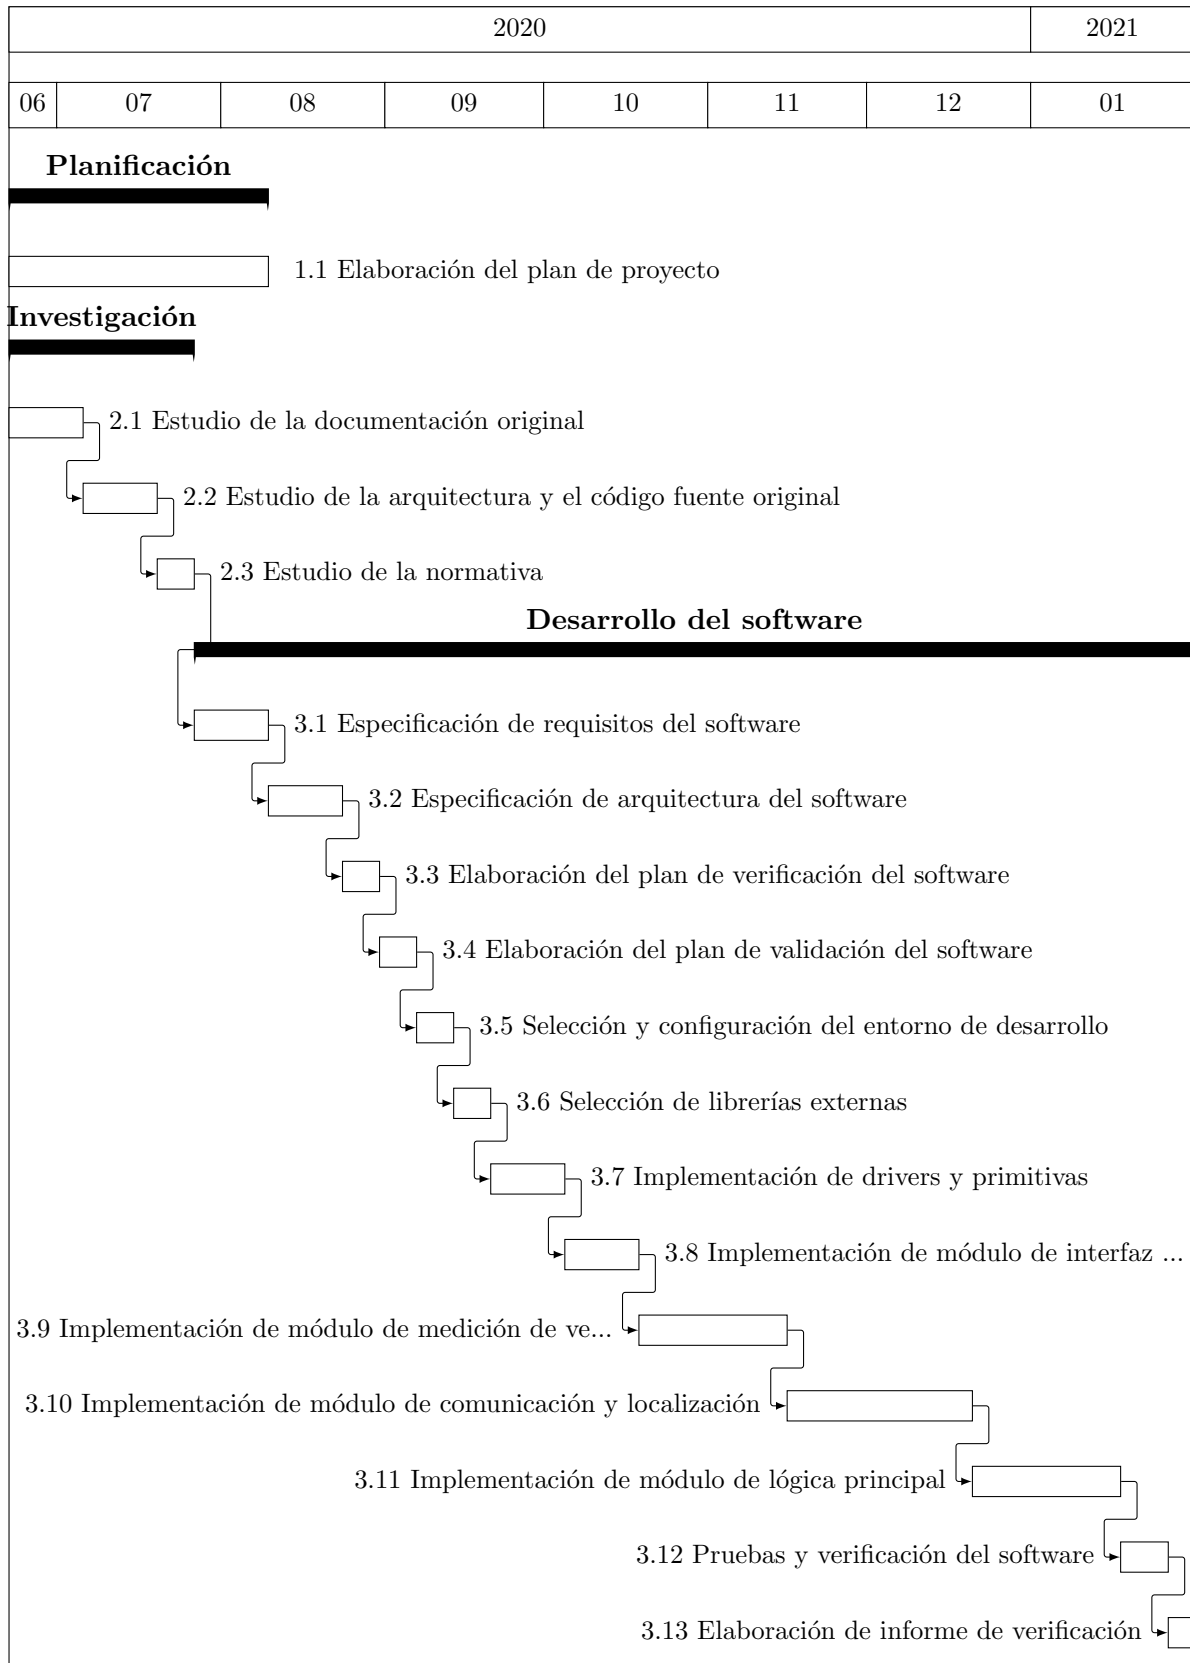 2020 2021
06 07 08 09 10 11 12 01
Planificación
1.1 Elaboración del plan de proyecto
Investigación
2.1 Estudio de la documentación original
2.2 Estudio de la arquitectura y el código fuente original
2.3 Estudio de la normativa
Desarrollo del software
3.1 Especificación de requisitos del software
3.2 Especificación de arquitectura del software
3.3 Elaboración del plan de verificación del software
3.4 Elaboración del plan de validación del software
3.5 Selección y configuración del entorno de desarrollo
3.6 Selección de librerías externas
3.7 Implementación de drivers y primitivas
3.8 Implementación de módulo de interfaz ...
3.9 Implementación de módulo de medición de ve...
3.10 Implementación de módulo de comunicación y localización
3.11 Implementación de módulo de lógica principal
3.12 Pruebas y verificación del software
3.13 Elaboración de informe de verificación